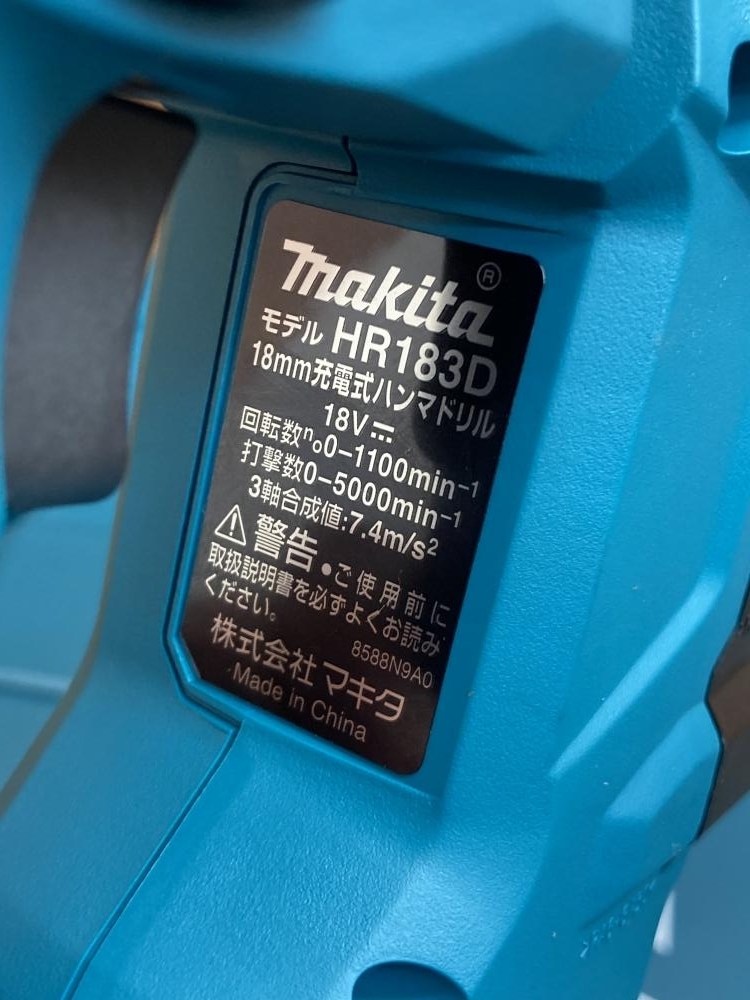 makita ®
モデル HR183D
18mm充電式ハンマドリル
18V⎓
回転数n₀0-1100min⁻¹
打撃数0-5000min⁻¹
3軸合成値:7.4m/s²
⚠警告・ご使用前に
取扱説明書を必ずよくお読み
ください。
8588N9A0
株式会社マキタ
Made in China